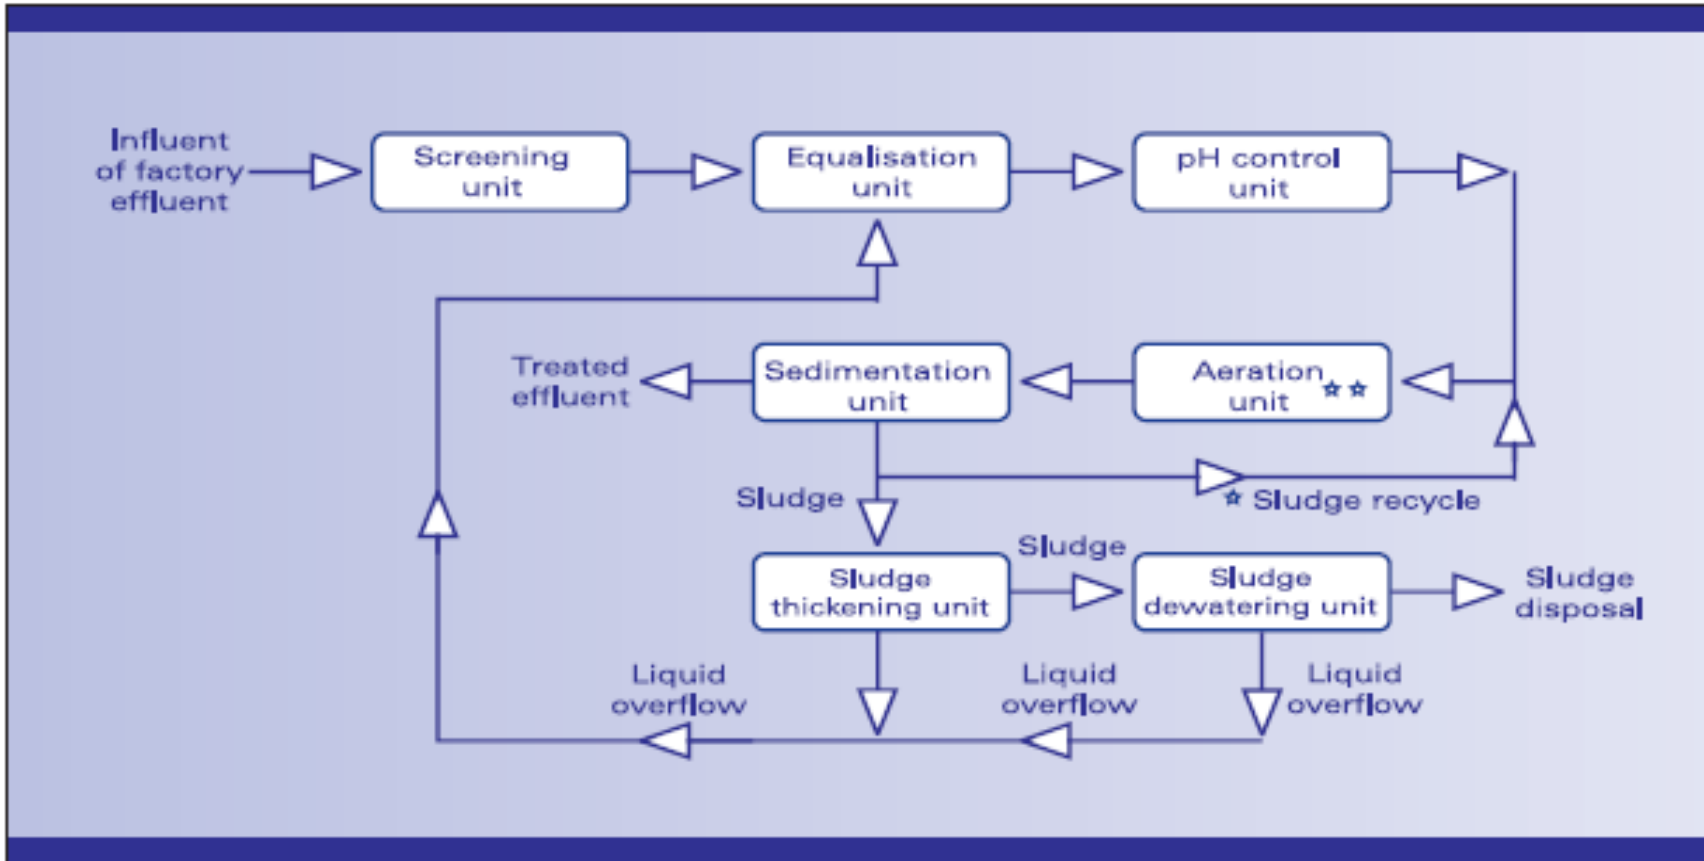 Influent
of factory
effluent
Screening
unit
Equalisation
unit
pH control
unit
Treated
effluent
Sedimentation
unit
Aeration
unit ☆☆
Sludge
☆ Sludge recycle
Sludge
Sludge
thickening unit
Sludge
dewatering unit
Sludge
disposal
Liquid
overflow
Liquid
overflow
Liquid
overflow